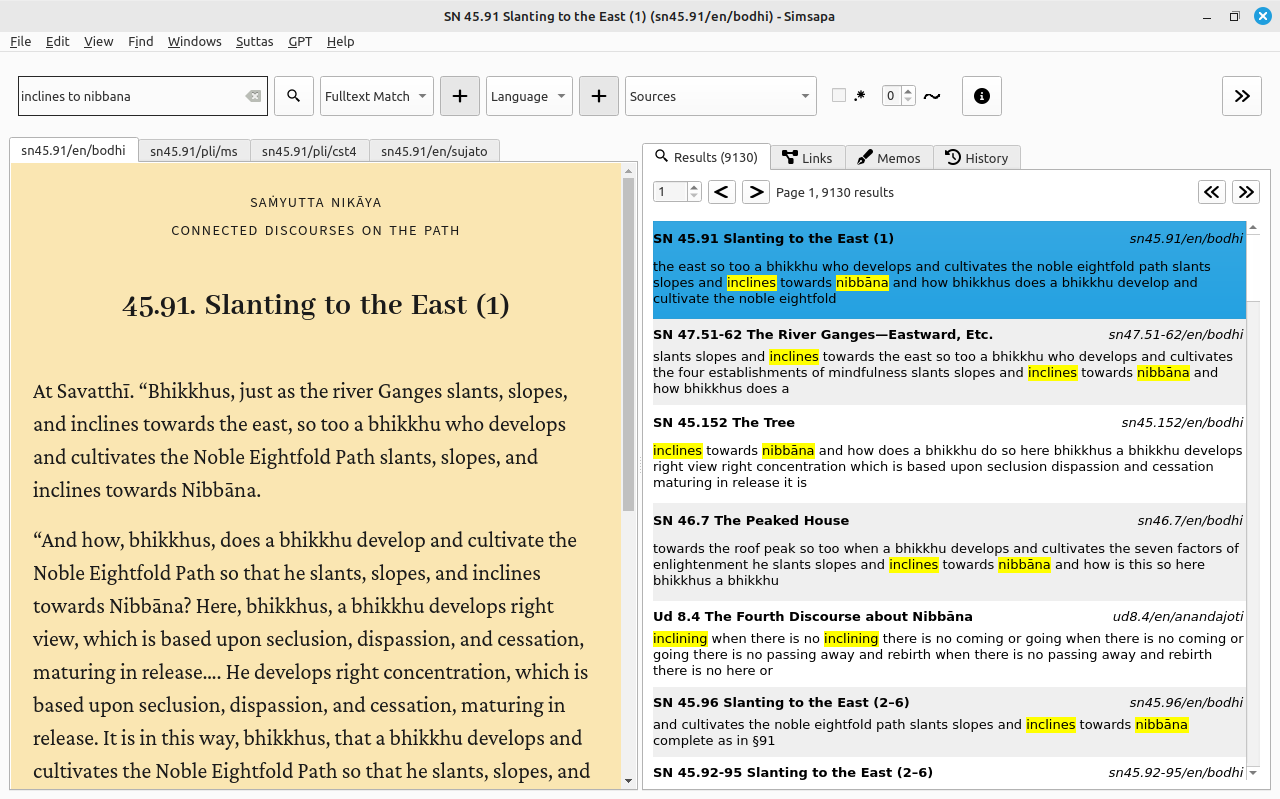 SN 45.91 Slanting to the East (1) (sn45.91/en/bodhi) - Simsapa
File Edit View Find Windows Suttas GPT Help
inclines to nibbana
Fulltext Match
Language
Sources
.*
0
sn45.91/en/bodhi
sn45.91/pli/ms
sn45.91/pli/cst4
sn45.91/en/sujato
SAṀYUTTA NIKĀYA
CONNECTED DISCOURSES ON THE PATH
45.91. Slanting to the East (1)
At Savatthī. “Bhikkhus, just as the river Ganges slants, slopes,
and inclines towards the east, so too a bhikkhu who develops
and cultivates the Noble Eightfold Path slants, slopes, and
inclines towards Nibbāna.
“And how, bhikkhus, does a bhikkhu develop and cultivate the
Noble Eightfold Path so that he slants, slopes, and inclines
towards Nibbāna? Here, bhikkhus, a bhikkhu develops right
view, which is based upon seclusion, dispassion, and cessation,
maturing in release…. He develops right concentration, which is
based upon seclusion, dispassion, and cessation, maturing in
release. It is in this way, bhikkhus, that a bhikkhu develops and
cultivates the Noble Eightfold Path so that he slants, slopes, and
Results (9130)
Links
Memos
History
1
Page 1, 9130 results
SN 45.91 Slanting to the East (1) sn45.91/en/bodhi
the east so too a bhikkhu who develops and cultivates the noble eightfold path slants
slopes and inclines towards nibbāna and how bhikkhus does a bhikkhu develop and
cultivate the noble eightfold
SN 47.51-62 The River Ganges—Eastward, Etc. sn47.51-62/en/bodhi
slants slopes and inclines towards the east so too a bhikkhu who develops and cultivates
the four establishments of mindfulness slants slopes and inclines towards nibbāna and
how bhikkhus does a
SN 45.152 The Tree sn45.152/en/bodhi
inclines towards nibbāna and how does a bhikkhu do so here bhikkhus a bhikkhu develops
right view right concentration which is based upon seclusion dispassion and cessation
maturing in release it is
SN 46.7 The Peaked House sn46.7/en/bodhi
towards the roof peak so too when a bhikkhu develops and cultivates the seven factors of
enlightenment he slants slopes and inclines towards nibbāna and how is this so here
bhikkhus a bhikkhu
Ud 8.4 The Fourth Discourse about Nibbāna ud8.4/en/anandajoti
inclining when there is no inclining there is no coming or going when there is no coming or
going there is no passing away and rebirth when there is no passing away and rebirth
there is no here or
SN 45.96 Slanting to the East (2–6) sn45.96/en/bodhi
and cultivates the noble eightfold path slants slopes and inclines towards nibbāna
complete as in §91
SN 45.92-95 Slanting to the East (2–6) sn45.92-95/en/bodhi